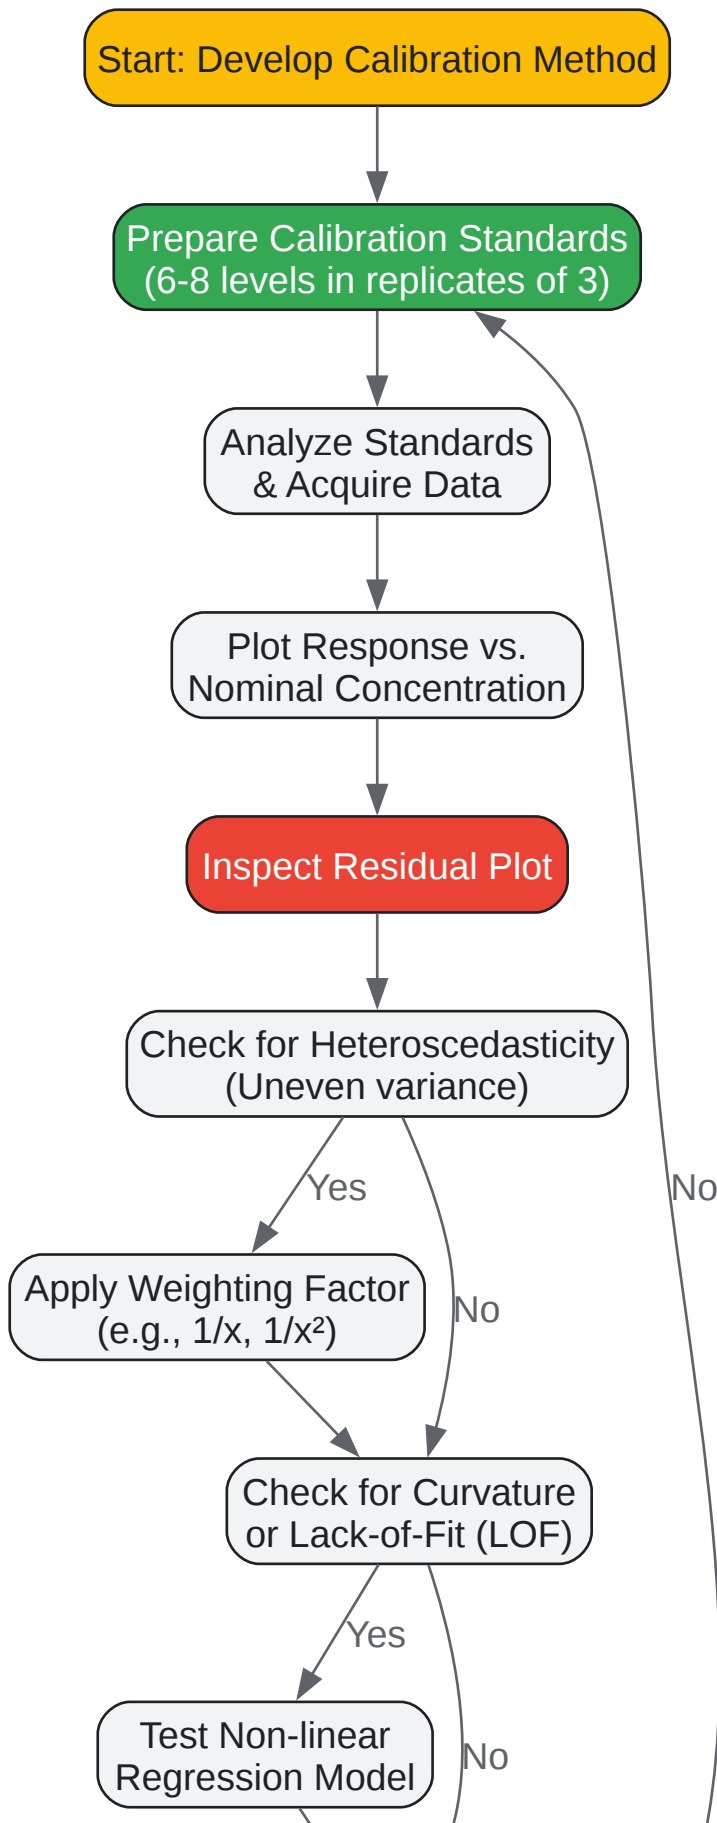 Start: Develop Calibration Method
Prepare Calibration Standards
(6-8 levels in replicates of 3)
Analyze Standards
& Acquire Data
Plot Response vs.
Nominal Concentration
Inspect Residual Plot
Check for Heteroscedasticity
(Uneven variance)
Yes
No
Apply Weighting Factor
(e.g., 1/x, 1/x²)
No
Check for Curvature
or Lack-of-Fit (LOF)
Yes
Test Non-linear
Regression Model
No